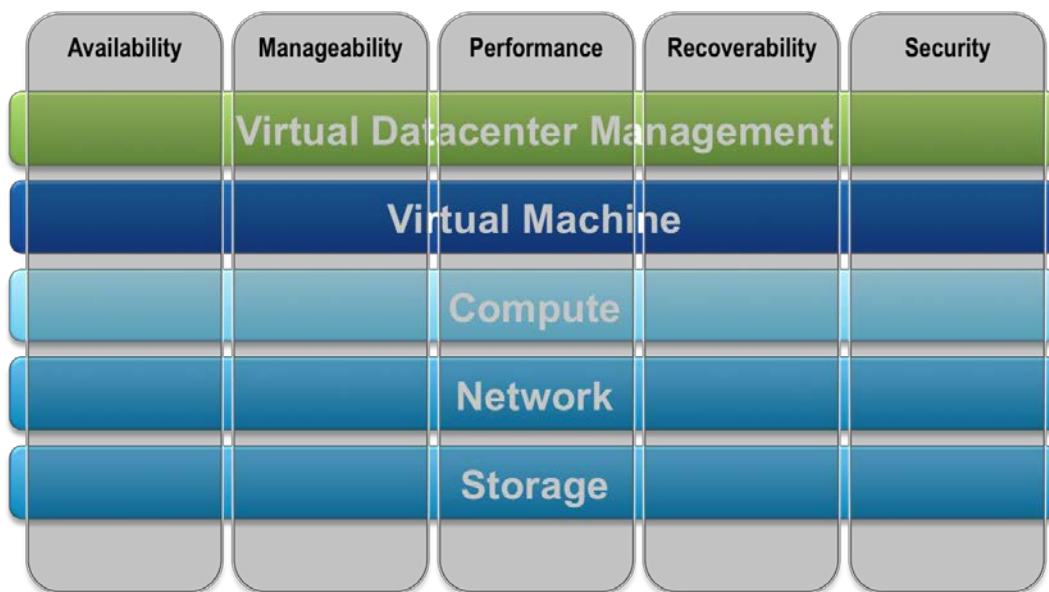 Availability Manageability Performance Recoverability Security
Virtual Datacenter Management
Virtual Machine
Compute
Network
Storage